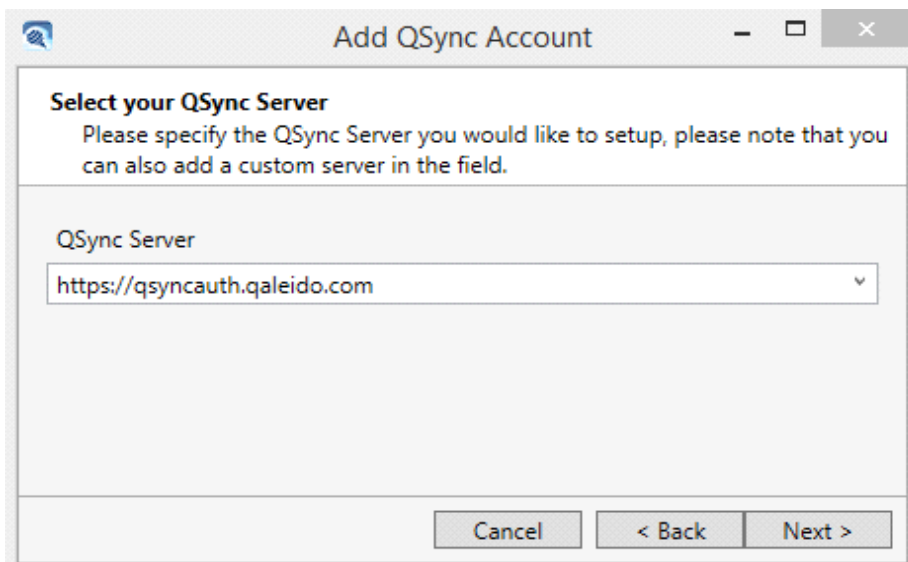 Add QSync Account
Select your QSync Server
Please specify the QSync Server you would like to setup, please note that you
can also add a custom server in the field.
QSync Server
https://qsyncauth.qaleido.com
Cancel
< Back
Next >